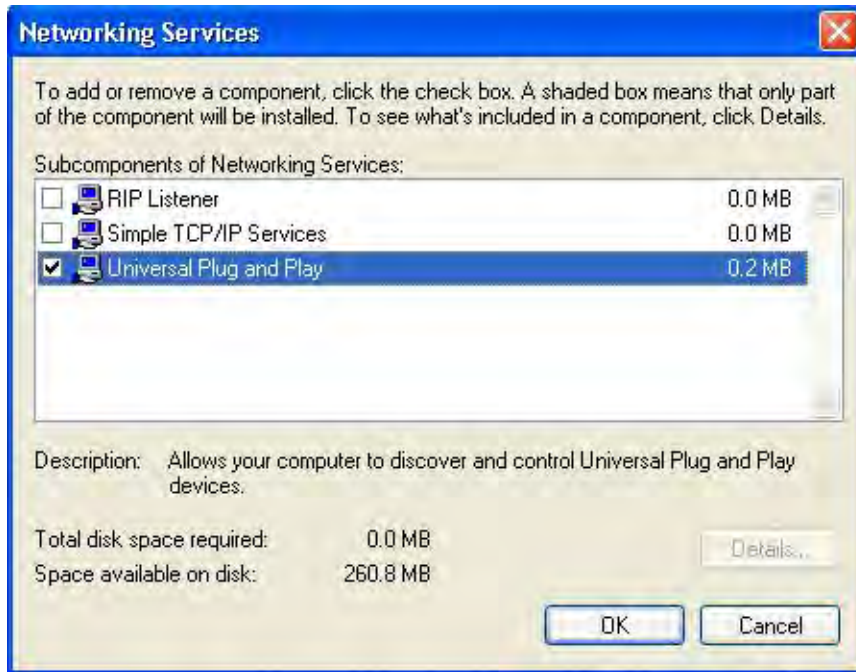 Networking Services
To add or remove a component, click the check box. A shaded box means that only part
of the component will be installed. To see what's included in a component, click Details.
Subcomponents of Networking Services:
RIP Listener 0.0 MB
Simple TCP/IP Services 0.0 MB
Universal Plug and Play 0.2 MB
Description: Allows your computer to discover and control Universal Plug and Play
devices.
Total disk space required: 0.0 MB
Space available on disk: 260.8 MB
Details...
OK Cancel